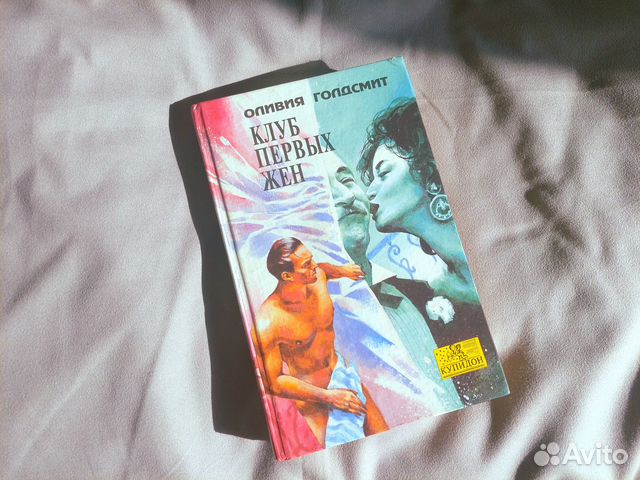 ОЛИВИЯ ГОЛДСМИТ
КЛУБ
ПЕРВЫХ
ЖЕН
КУПИДОН
Avito